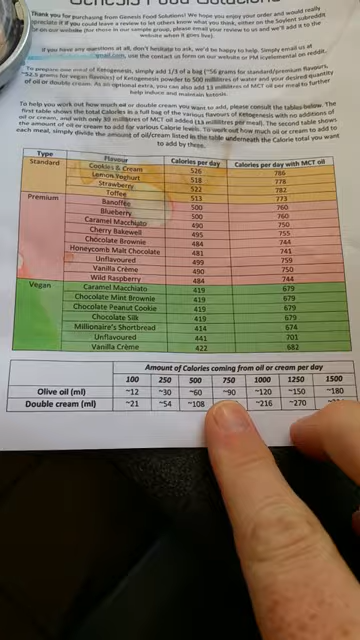 Genesis Food Solutions
Thank you for purchasing from Genesis Food Solutions! We hope you enjoy your order and would really
appreciate it if you could leave a review to let others know what you think; either on the Soylent subreddit
or on our website (for those in our sample group, please email your review to us and we'll add it to the
website when it goes live).
If you have any questions at all, don't hesitate to ask, we'd be happy to help. Simply email us at
use the contact us form on our website or PM on reddit.
To prepare one meal of Ketogenesis, simply add 1/3 of a bag (~56 grams for standard/premium flavours,
~52.5 grams for vegan flavours) of Ketogenesis powder to 500 millilitres of water and your desired quantity
of oil or double cream. As an optional extra, you can also add 13 millilitres of MCT oil per meal to further
help induce and maintain ketosis.
To help you work out how much oil or double cream you want to add, please consult the tables below. The
first table shows the total Calories in a full bag of the various flavours of Ketogenesis with no additions of
oil or cream, and with only MCT oil added (13 millilitres per meal). The second table shows
the amount of oil or cream to add for various Calorie levels. To work out how much oil or cream to add to
each meal, simply divide the amount of oil/cream listed in the table underneath the Calorie total you want
to add by three.
Type Flavour Calories per day Calories per day with MCT oil
Standard Cookies & Cream 526 786
Lemon Yoghurt 518 778
Strawberry 522 782
Toffee 513 773
Premium Banoffee 500 760
Blueberry 500 760
Caramel Macchiato 490 750
Cherry Bakewell 495 755
Chocolate Brownie 484 744
Honeycomb Malt Chocolate 481 741
Unflavoured 499 759
Vanilla Crème 490 750
Wild Raspberry 484 744
Vegan Caramel Macchiato 419 679
Chocolate Mint Brownie 419 679
Chocolate Peanut Cookie 419 679
Chocolate Silk 419 679
Millionaire's Shortbread 414 674
Unflavoured 441 701
Vanilla Crème 422 682
Amount of Calories coming from oil or cream per day
100 250 500 750 1000 1250 1500
Olive oil (ml) ~12 ~30 ~60 ~90 ~120 ~150 ~180
Double cream (ml) ~21 ~54 ~108 ~216 ~270